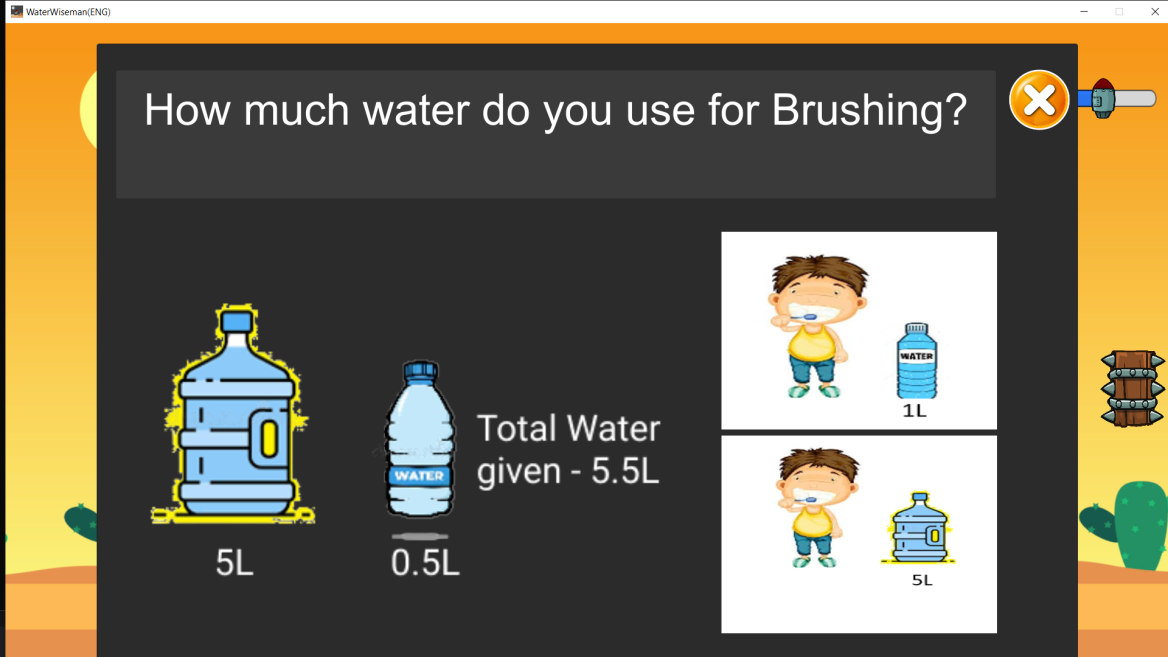 WaterWiseman(ENG)
How much water do you use for Brushing?
WATER
1L
Total Water
given - 5.5L
WATER
5L
0.5L
5L